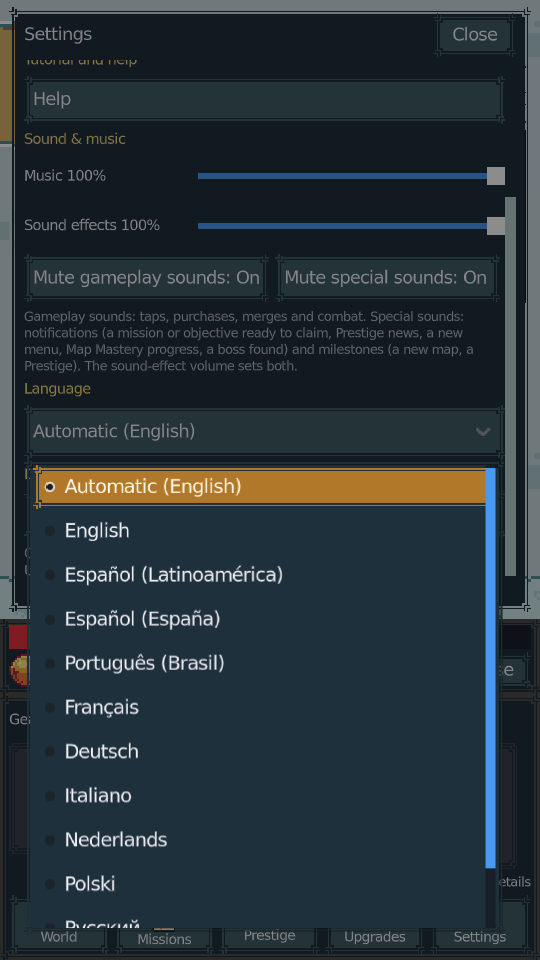 Settings
Close
Tutorial and help
Help
Sound & music
Music 100%
Sound effects 100%
Mute gameplay sounds: On
Mute special sounds: On
Gameplay sounds: taps, purchases, merges and combat. Special sounds:
notifications (a mission or objective ready to claim, Prestige news, a new
menu, Map Mastery progress, a boss found) and milestones (a new map, a
Prestige). The sound-effect volume sets both.
Language
Automatic (English)
Automatic (English)
English
Español (Latinoamérica)
Español (España)
Português (Brasil)
Français
Deutsch
Italiano
Nederlands
Polski
Русский
World
Missions
Prestige
Upgrades
Settings